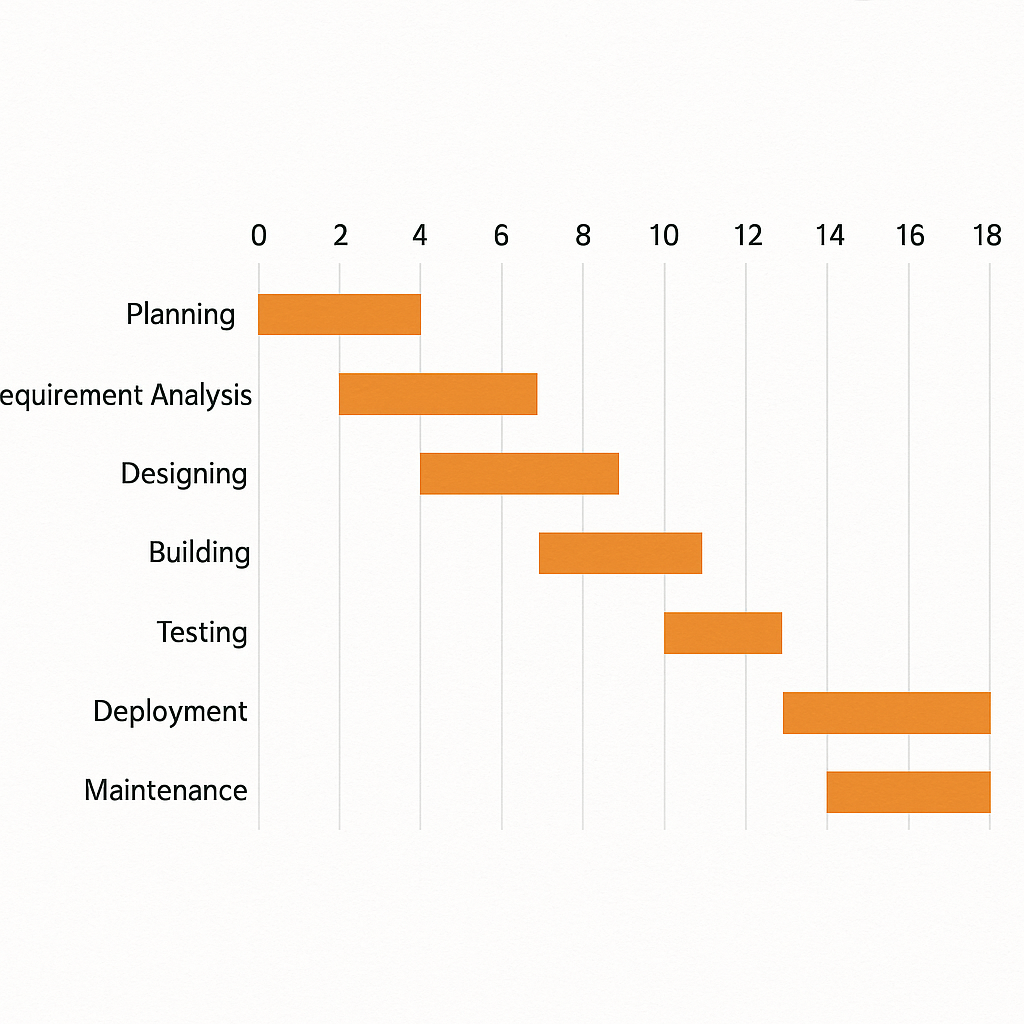 0 2 4 6 8 10 12 14 16 18
Planning
equirement Analysis
Designing
Building
Testing
Deployment
Maintenance